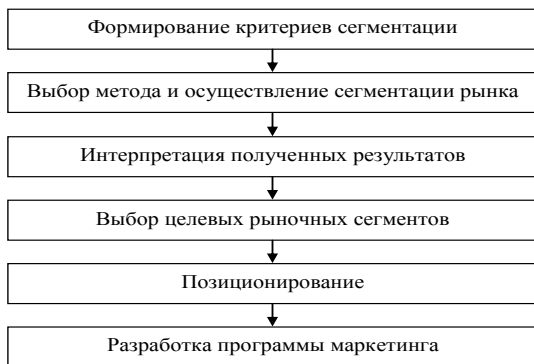 Формирование критериев сегментации
Выбор метода и осуществление сегментации рынка
Интерпретация полученных результатов
Выбор целевых рыночных сегментов
Позиционирование
Разработка программы маркетинга